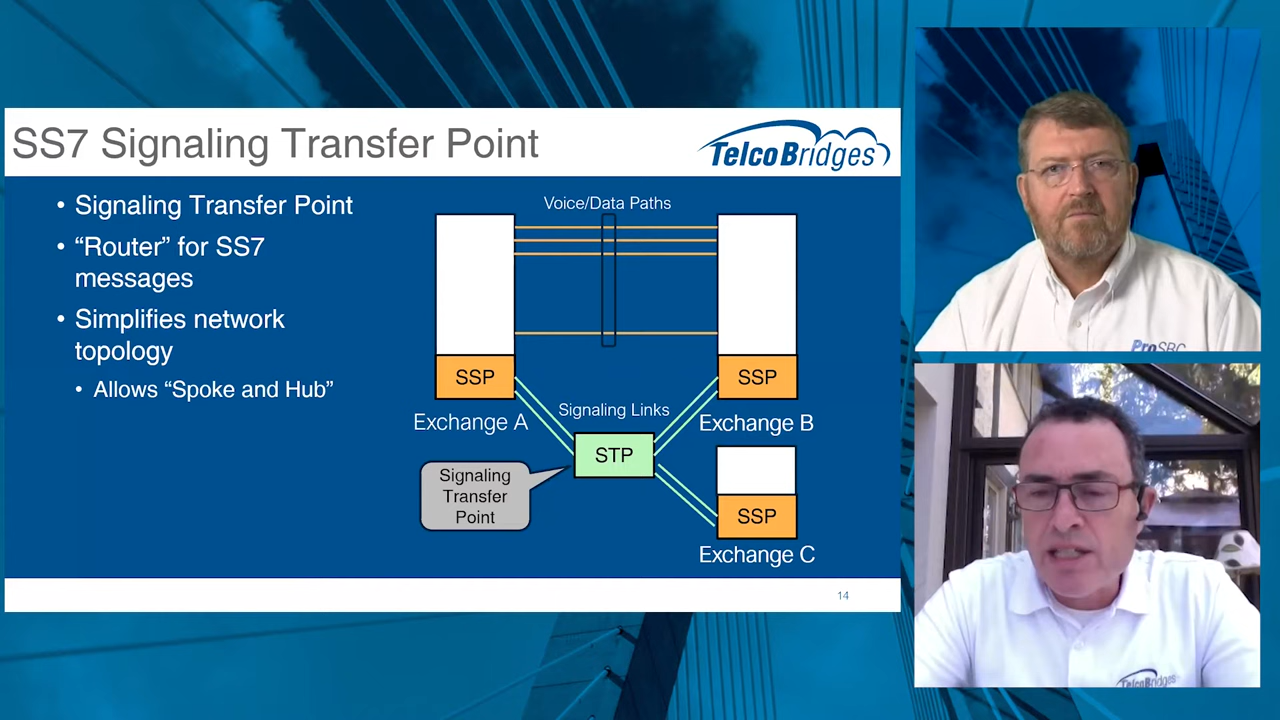 SS7 Signaling Transfer Point
TelcoBridges
• Signaling Transfer Point
• “Router” for SS7
messages
• Simplifies network
topology
• Allows “Spoke and Hub”
Voice/Data Paths
SSP
SSP
Exchange A
Signaling Links
Exchange B
STP
Signaling
Transfer
Point
SSP
Exchange C
14
ProSBC
TelcoBridges